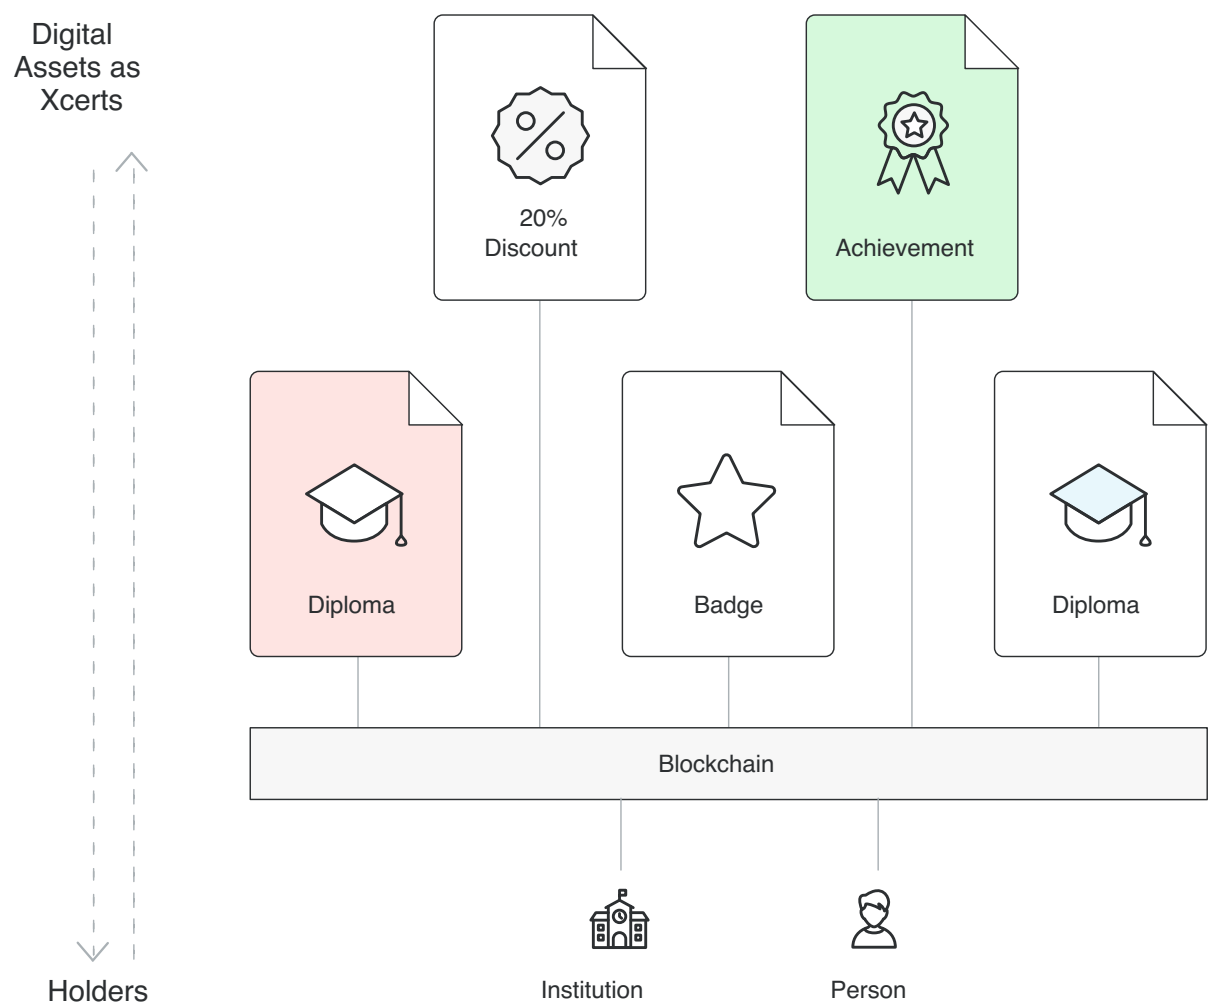 Digital
Assets as
Xcerts
20%
Discount
Achievement
Diploma
Badge
Diploma
Blockchain
Institution
Person
Holders